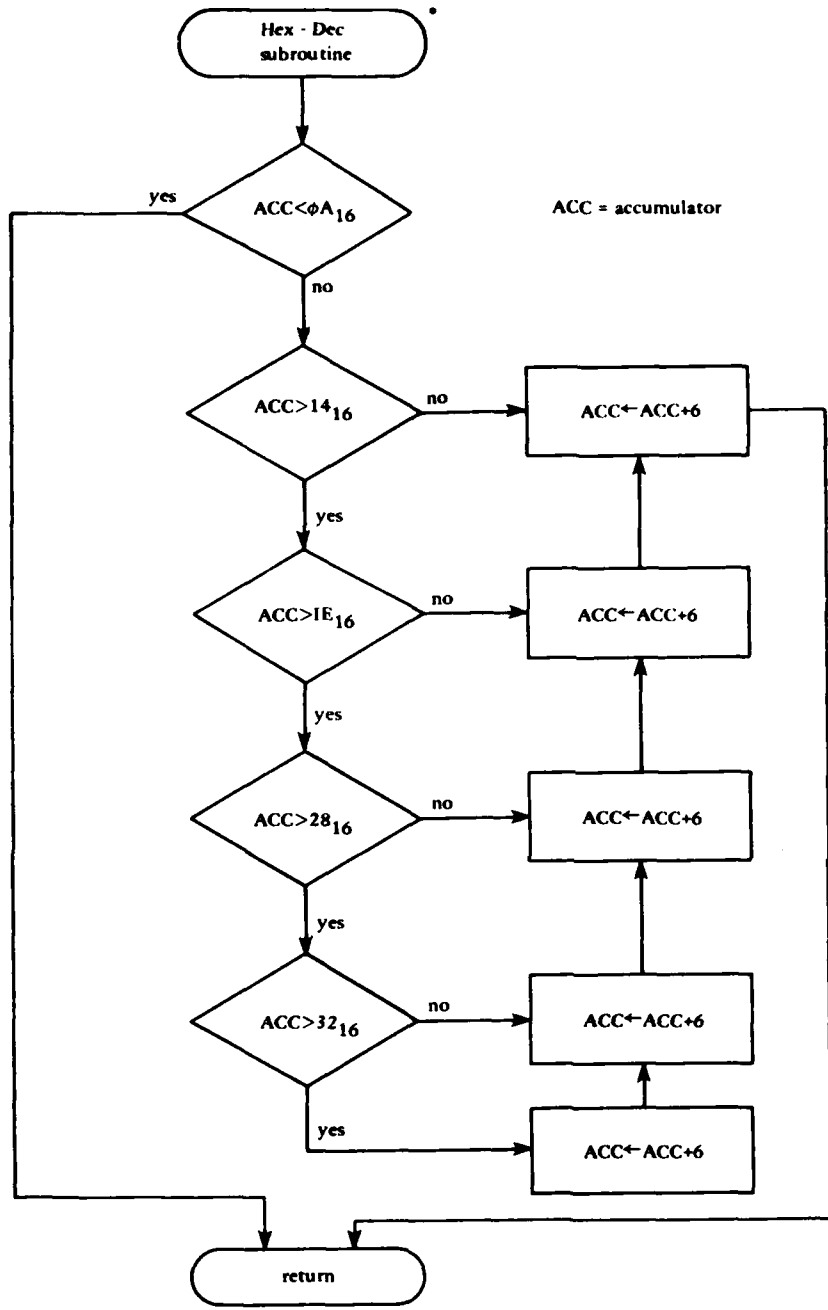 Hex - Dec
subroutine
yes
ACC<φA₁₆
ACC = accumulator
no
ACC>14₁₆
no
ACC←ACC+6
yes
ACC>IE₁₆
no
ACC←ACC+6
yes
ACC>28₁₆
no
ACC←ACC+6
yes
ACC>32₁₆
no
ACC←ACC+6
yes
ACC←ACC+6
return